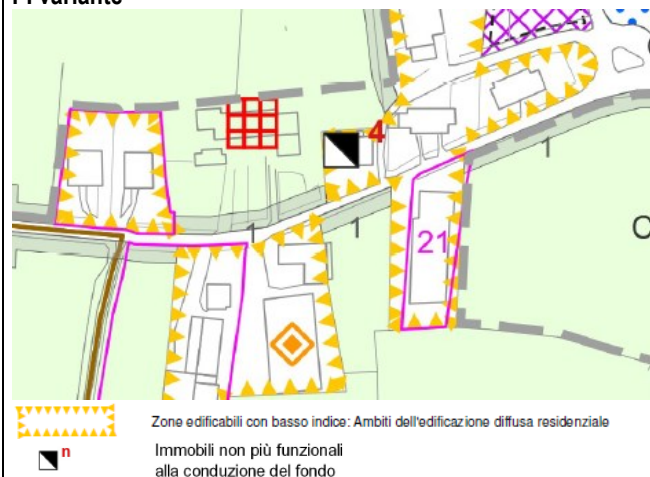 4
1
21
1
1
Zone edificabili con basso indice: Ambiti dell'edificazione diffusa residenziale
n
Immobili non più funzionali
alla conduzione del fondo